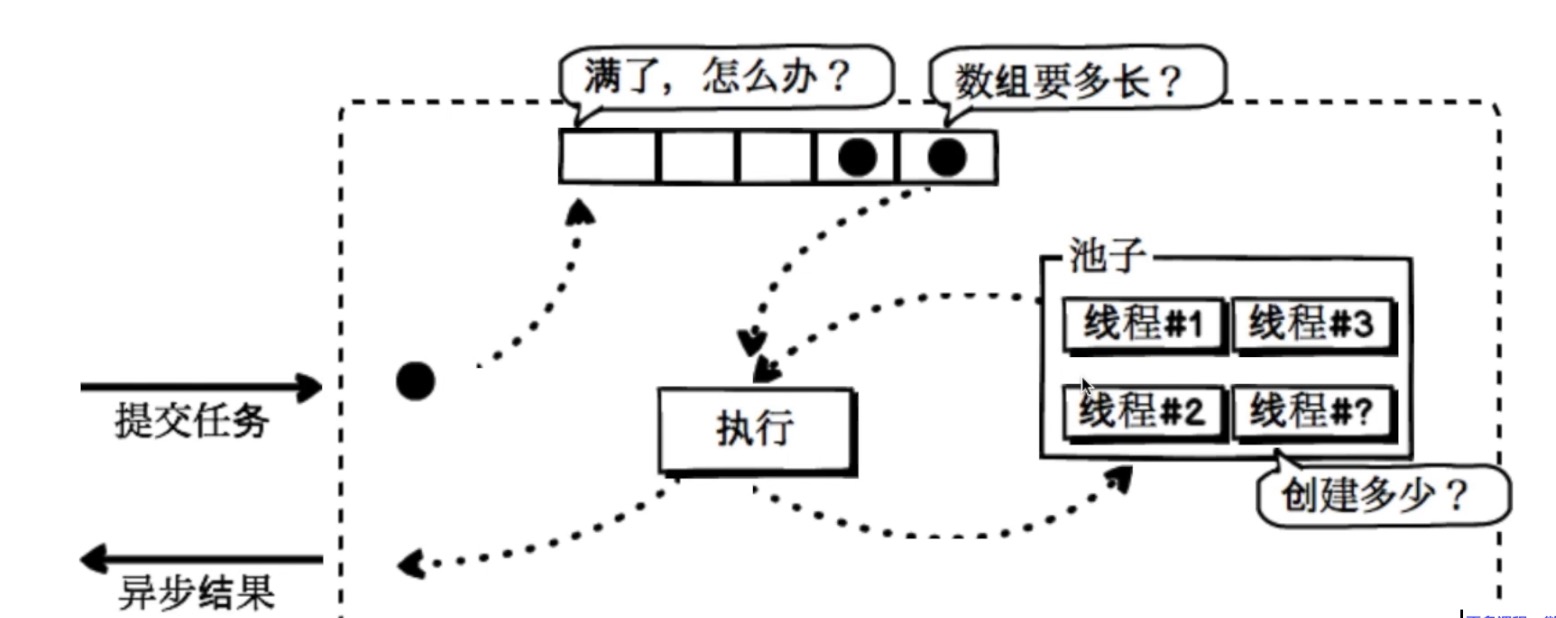 满了，怎么办？
数组要多长？
池子
线程#1
线程#3
线程#2
线程#?
创建多少？
执行
提交任务
异步结果